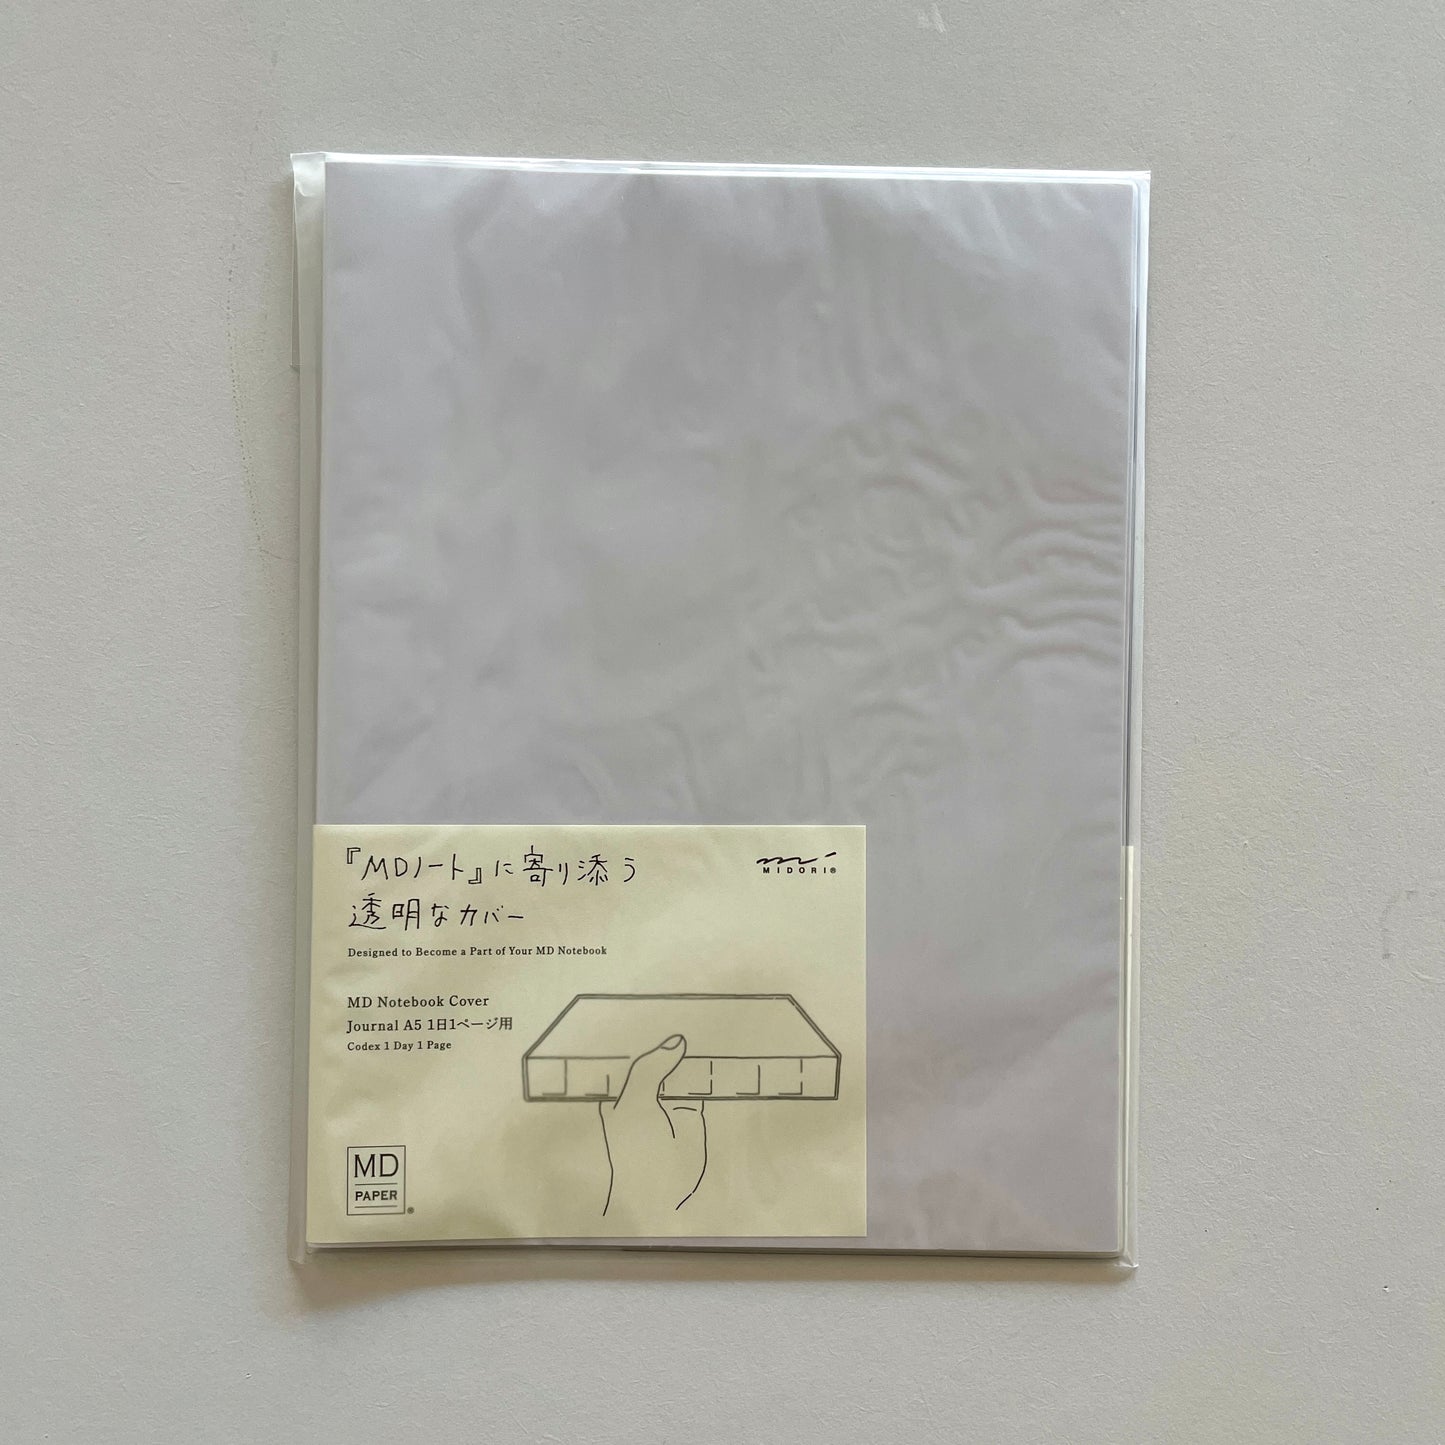 『MDノート』に寄り添う
透明なカバー
MIDORI®
Designed to Become a Part of Your MD Notebook
MD Notebook Cover
Journal A5 1日1ページ用
Codex 1 Day 1 Page
MD
PAPER®